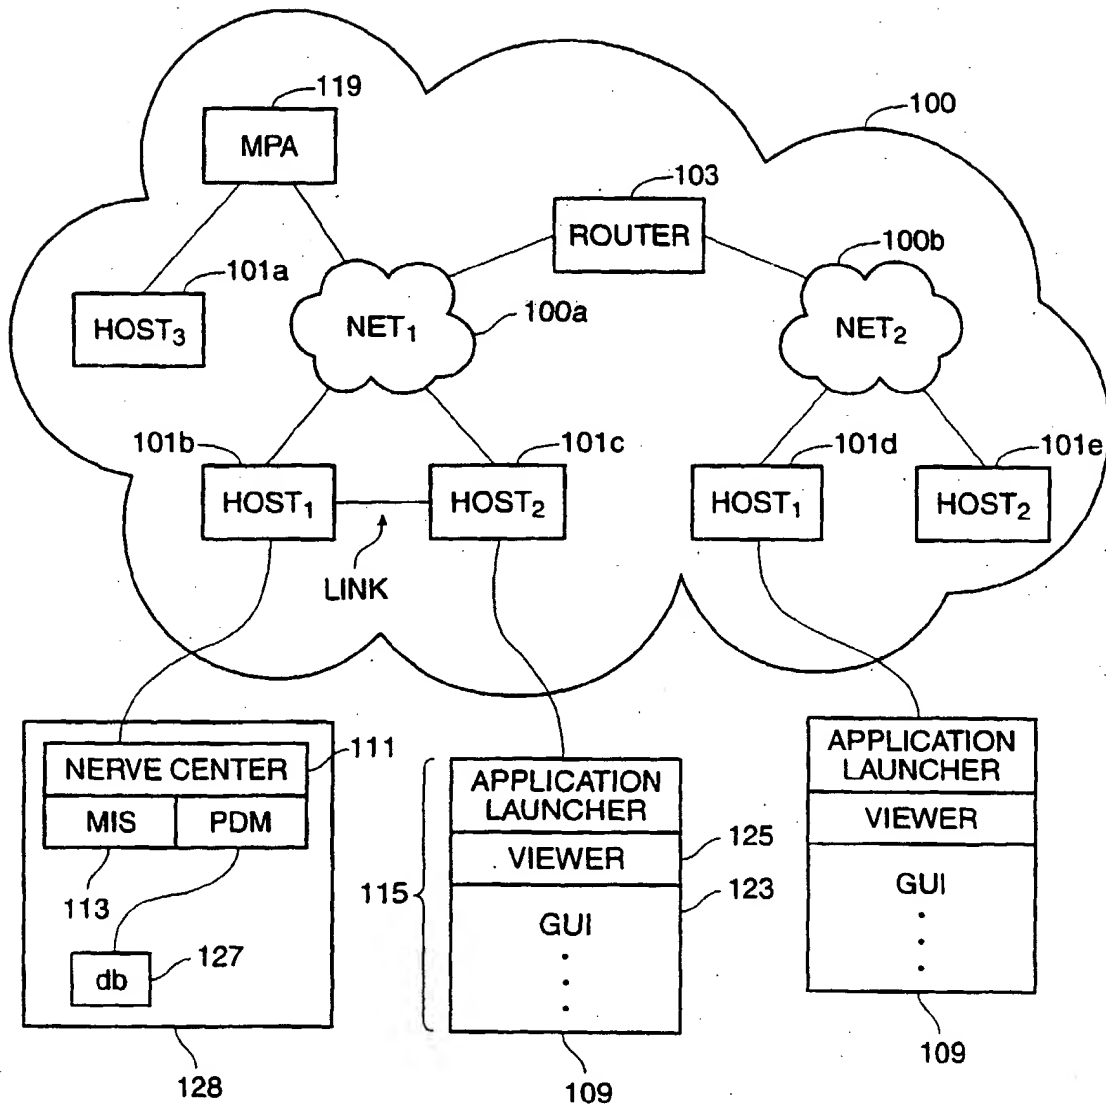 119
MPA
100
103
ROUTER
100b
101a
HOST3
NET1
100a
NET2
101b
101c
101d
101e
HOST1
HOST2
HOST1
HOST2
LINK
NERVE CENTER
111
MIS
PDM
113
db
127
128
APPLICATION
LAUNCHER
VIEWER
125
115
123
GUI
109
APPLICATION
LAUNCHER
VIEWER
GUI
109